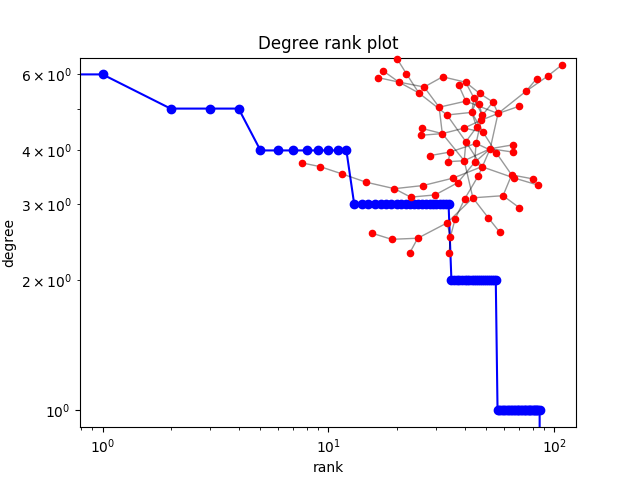 Degree rank plot
degree
6 × 10⁰
4 × 10⁰
3 × 10⁰
2 × 10⁰
10⁰
10⁰
10¹
10²
rank